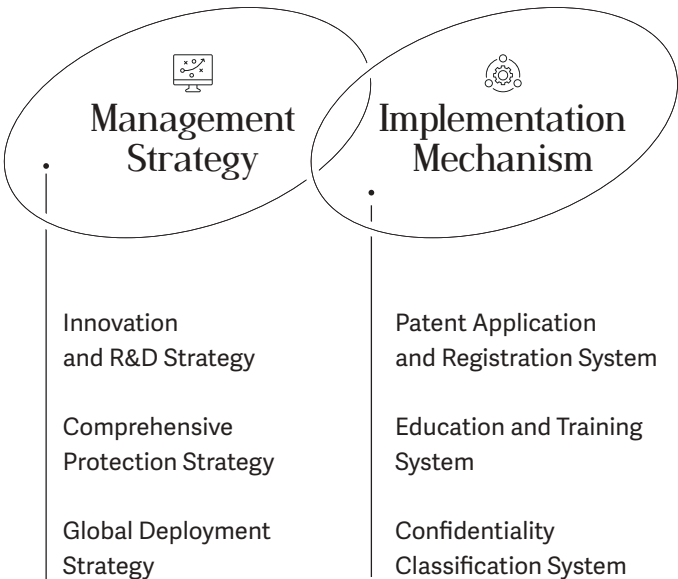 Management
Strategy
Implementation
Mechanism
Innovation
and R&D Strategy
Comprehensive
Protection Strategy
Global Deployment
Strategy
Patent Application
and Registration System
Education and Training
System
Confidentiality
Classification System